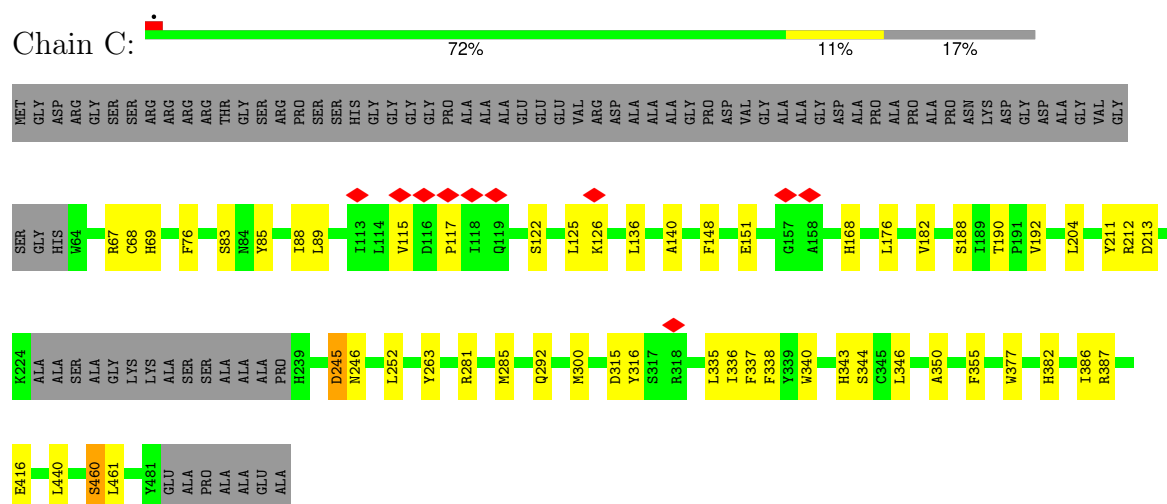 Chain C:
72% 11% 17%
MET GLY ASP ARG GLY SER SER ARG ARG ARG ARG THR GLY SER ARG PRO SER SER HIS GLY GLY GLY GLY PRO ALA ALA ALA GLU GLU GLU VAL ARG ASP ALA ALA ALA GLY PRO ASP VAL GLY ALA ALA GLY ASP ALA PRO ALA PRO ALA PRO ASN LYS ASP GLY ASP ALA GLY VAL GLY
SER GLY HIS W64 R67 C68 H69 F76 S83 N84 Y85 I88 L89 I113 L114 V115 D116 P117 I118 Q119 S122 L125 K126 L136 A140 F148 E151 G157 A158 H168 L176 V182 S188 I189 T190 P191 V192 L204 Y211 R212 D213
K224 ALA ALA SER ALA GLY LYS LYS ALA SER SER ALA ALA ALA PRO H239 D245 N246 L252 Y263 R281 M285 Q292 M300 D315 Y316 S317 R318 L335 I336 F337 F338 Y339 W340 H343 S344 C345 L346 A350 F355 W377 H382 I386 R387
E416 L440 S460 L461 Y481 GLU ALA PRO ALA ALA GLU ALA